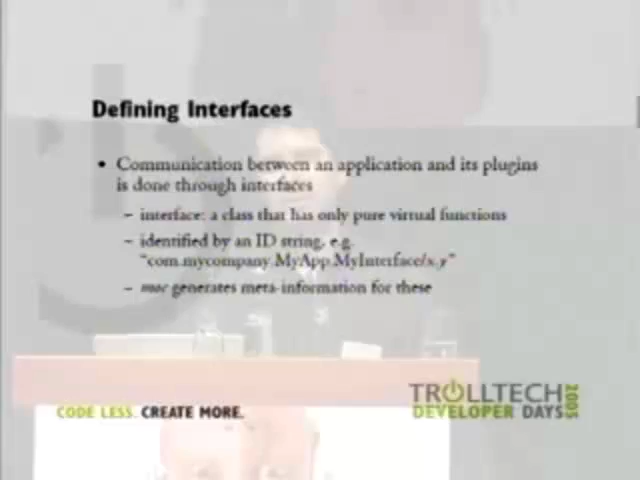 Defining Interfaces
• Communication between an application and its plugins
is done through interfaces
– interface: a class that has only pure virtual functions
– identified by an ID string, e.g.
"com.mycompany.MyApp.MyInterface/x.y"
– moc generates meta-information for these
CODE LESS. CREATE MORE.
TROLLTECH
DEVELOPER DAYS
2005